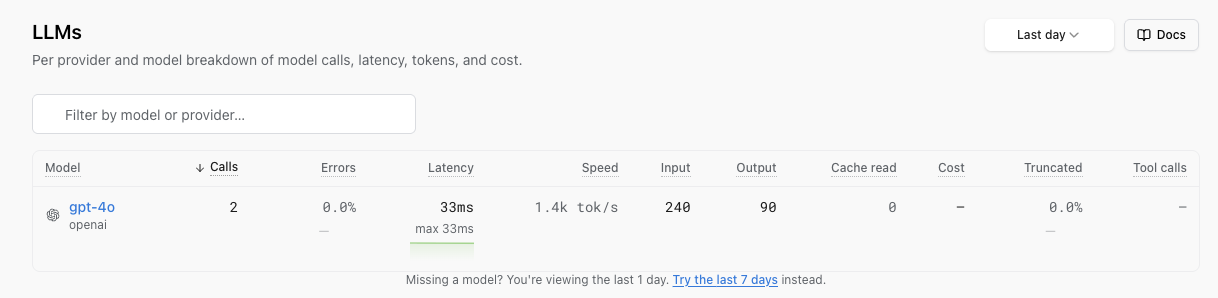 LLMs
Last day
Docs
Per provider and model breakdown of model calls, latency, tokens, and cost.
Filter by model or provider...
Model ↓ Calls Errors Latency Speed Input Output Cache read Cost Truncated Tool calls
gpt-4o 2 0.0% 33ms 1.4k tok/s 240 90 0 – 0.0% –
openai — max 33ms —
Missing a model? You're viewing the last 1 day. Try the last 7 days instead.